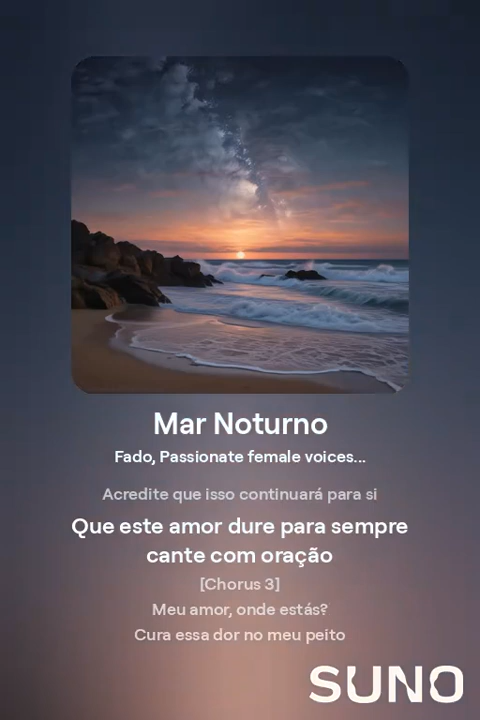 Mar Noturno
Fado, Passionate female voices...
Acredite que isso continuará para si
Que este amor dure para sempre
cante com oração
[Chorus 3]
Meu amor, onde estás?
Cura essa dor no meu peito
SUNO